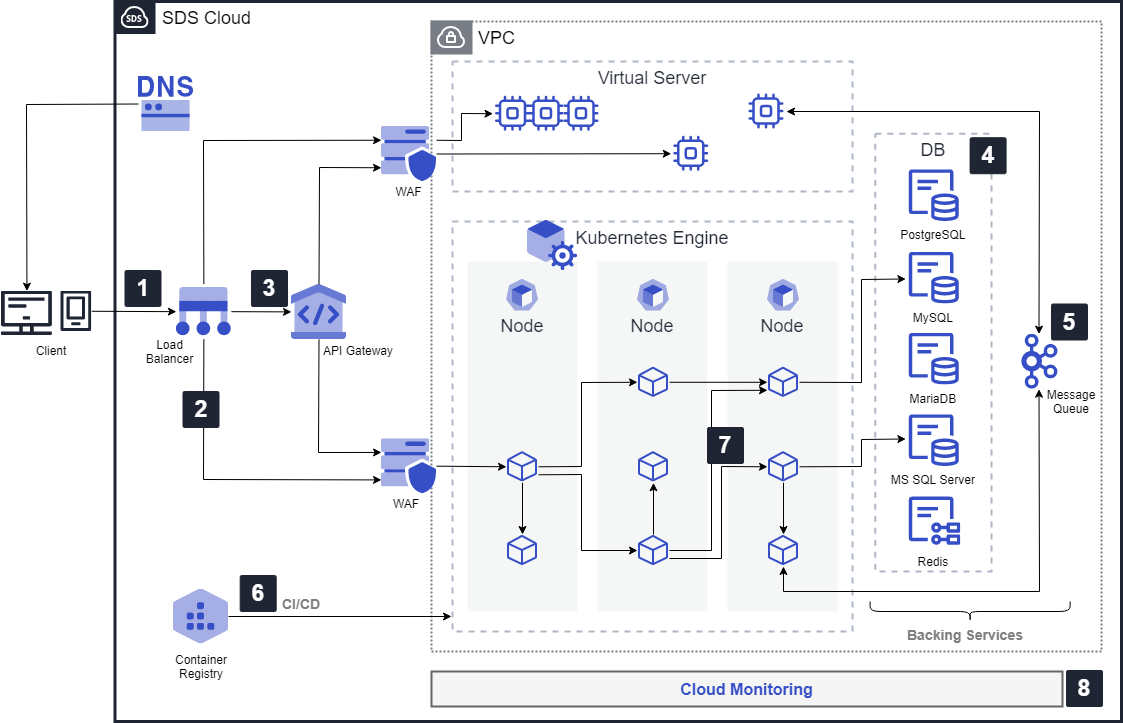 SDS
SDS Cloud
VPC
DNS
Virtual Server
WAF
DB
4
PostgreSQL
Kubernetes Engine
1
3
Node
Node
Node
MySQL
5
Client
Load
Balancer
API Gateway
MariaDB
Message
Queue
2
7
WAF
MS SQL Server
Redis
6
CI/CD
Container
Registry
Backing Services
Cloud Monitoring
8